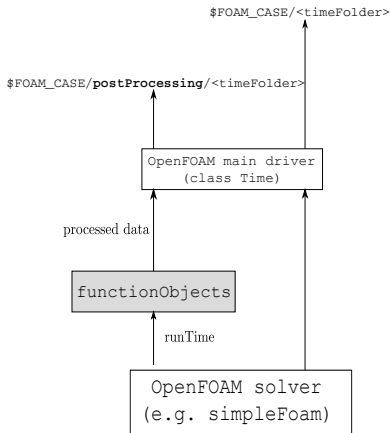 $FOAM_CASE/<timeFolder>
$FOAM_CASE/postProcessing/<timeFolder>
OpenFOAM main driver
(class Time)
processed data
functionObjects
runTime
OpenFOAM solver
(e.g. simpleFoam)